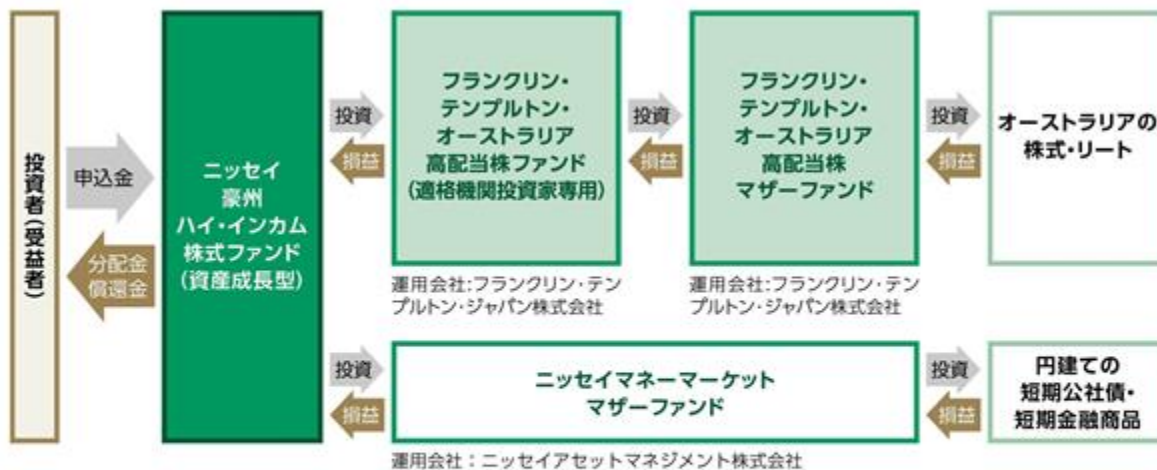 投資者(受益者)
申込金
分配金
償還金
ニッセイ
豪州
ハイ・インカム
株式ファンド
(資産成長型)
投資
損益
フランクリン・
テンプルトン・
オーストラリア
高配当株ファンド
(適格機関投資家専用)
運用会社:フランクリン・テン
プルトン・ジャパン株式会社
投資
損益
フランクリン・
テンプルトン・
オーストラリア
高配当株
マザーファンド
運用会社:フランクリン・テン
プルトン・ジャパン株式会社
投資
損益
オーストラリアの
株式・リート
投資
損益
ニッセイマネーマーケット
マザーファンド
運用会社:ニッセイアセットマネジメント株式会社
投資
損益
円建ての
短期公社債・
短期金融商品